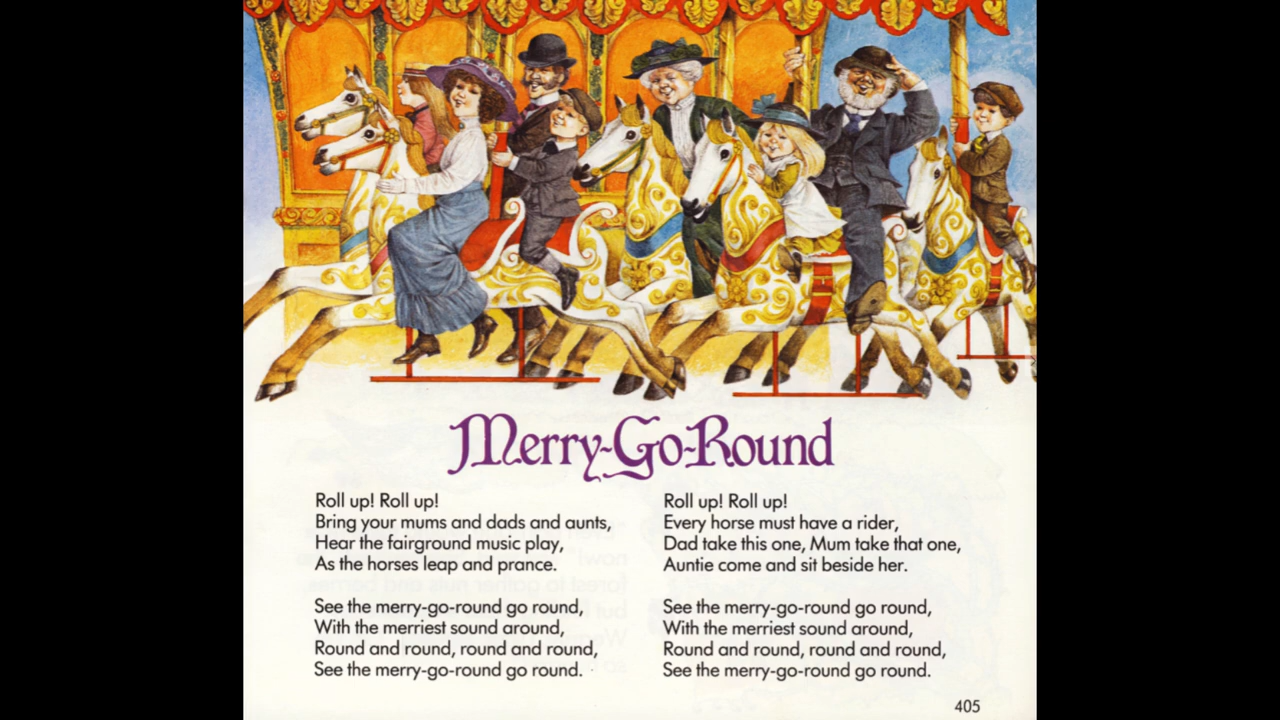 Merry-Go-Round
Roll up! Roll up!
Bring your mums and dads and aunts,
Hear the fairground music play,
As the horses leap and prance.
See the merry-go-round go round,
With the merriest sound around,
Round and round, round and round,
See the merry-go-round go round.
Roll up! Roll up!
Every horse must have a rider,
Dad take this one, Mum take that one,
Auntie come and sit beside her.
See the merry-go-round go round,
With the merriest sound around,
Round and round, round and round,
See the merry-go-round go round.
405